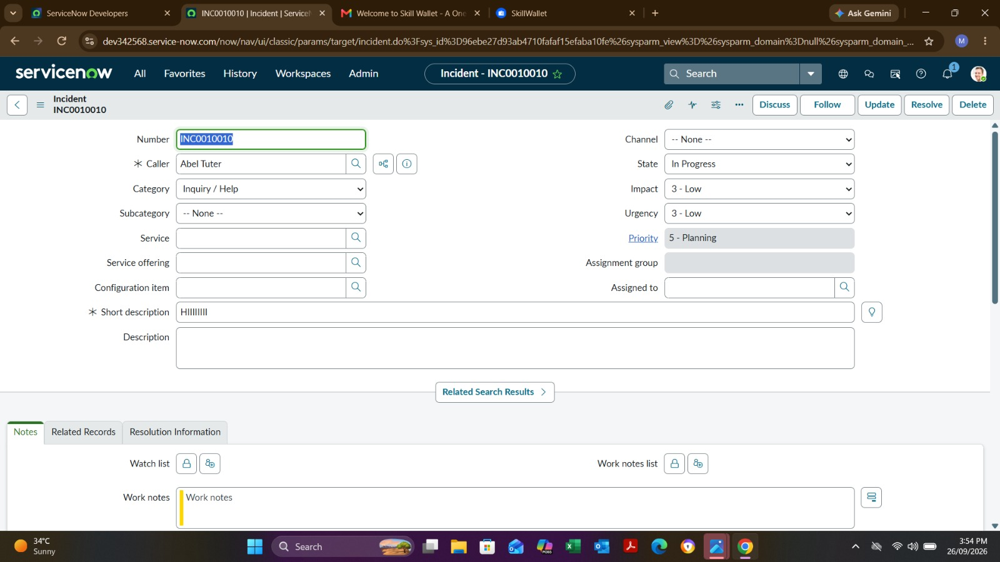 ServiceNow Developers
INC0010010 | Incident | Service
Welcome to Skill Wallet - A One
SkillWallet
Ask Gemini
dev342568.service-now.com/now/nav/ui/classic/params/target/incident.do%3Fsys_id%3D96ebe27d93ab4710fafaf15efaba10fe%26sysparm_view%3D%26sysparm_domain%3Dnull%26sysparm_domain_...
M
servicenow
All
Favorites
History
Workspaces
Admin
Incident - INC0010010
Search
1
Incident
INC0010010
Discuss
Follow
Update
Resolve
Delete
Number
INC0010010
Channel
-- None --
Caller
Abel Tuter
State
In Progress
Category
Inquiry / Help
Impact
3 - Low
Subcategory
-- None --
Urgency
3 - Low
Service
Priority
5 - Planning
Service offering
Assignment group
Configuration item
Assigned to
Short description
HIIIIIIII
Description
Related Search Results
Notes
Related Records
Resolution Information
Watch list
Work notes list
Work notes
Work notes
34°C
Sunny
Search
M365
3:54 PM
26/09/2026